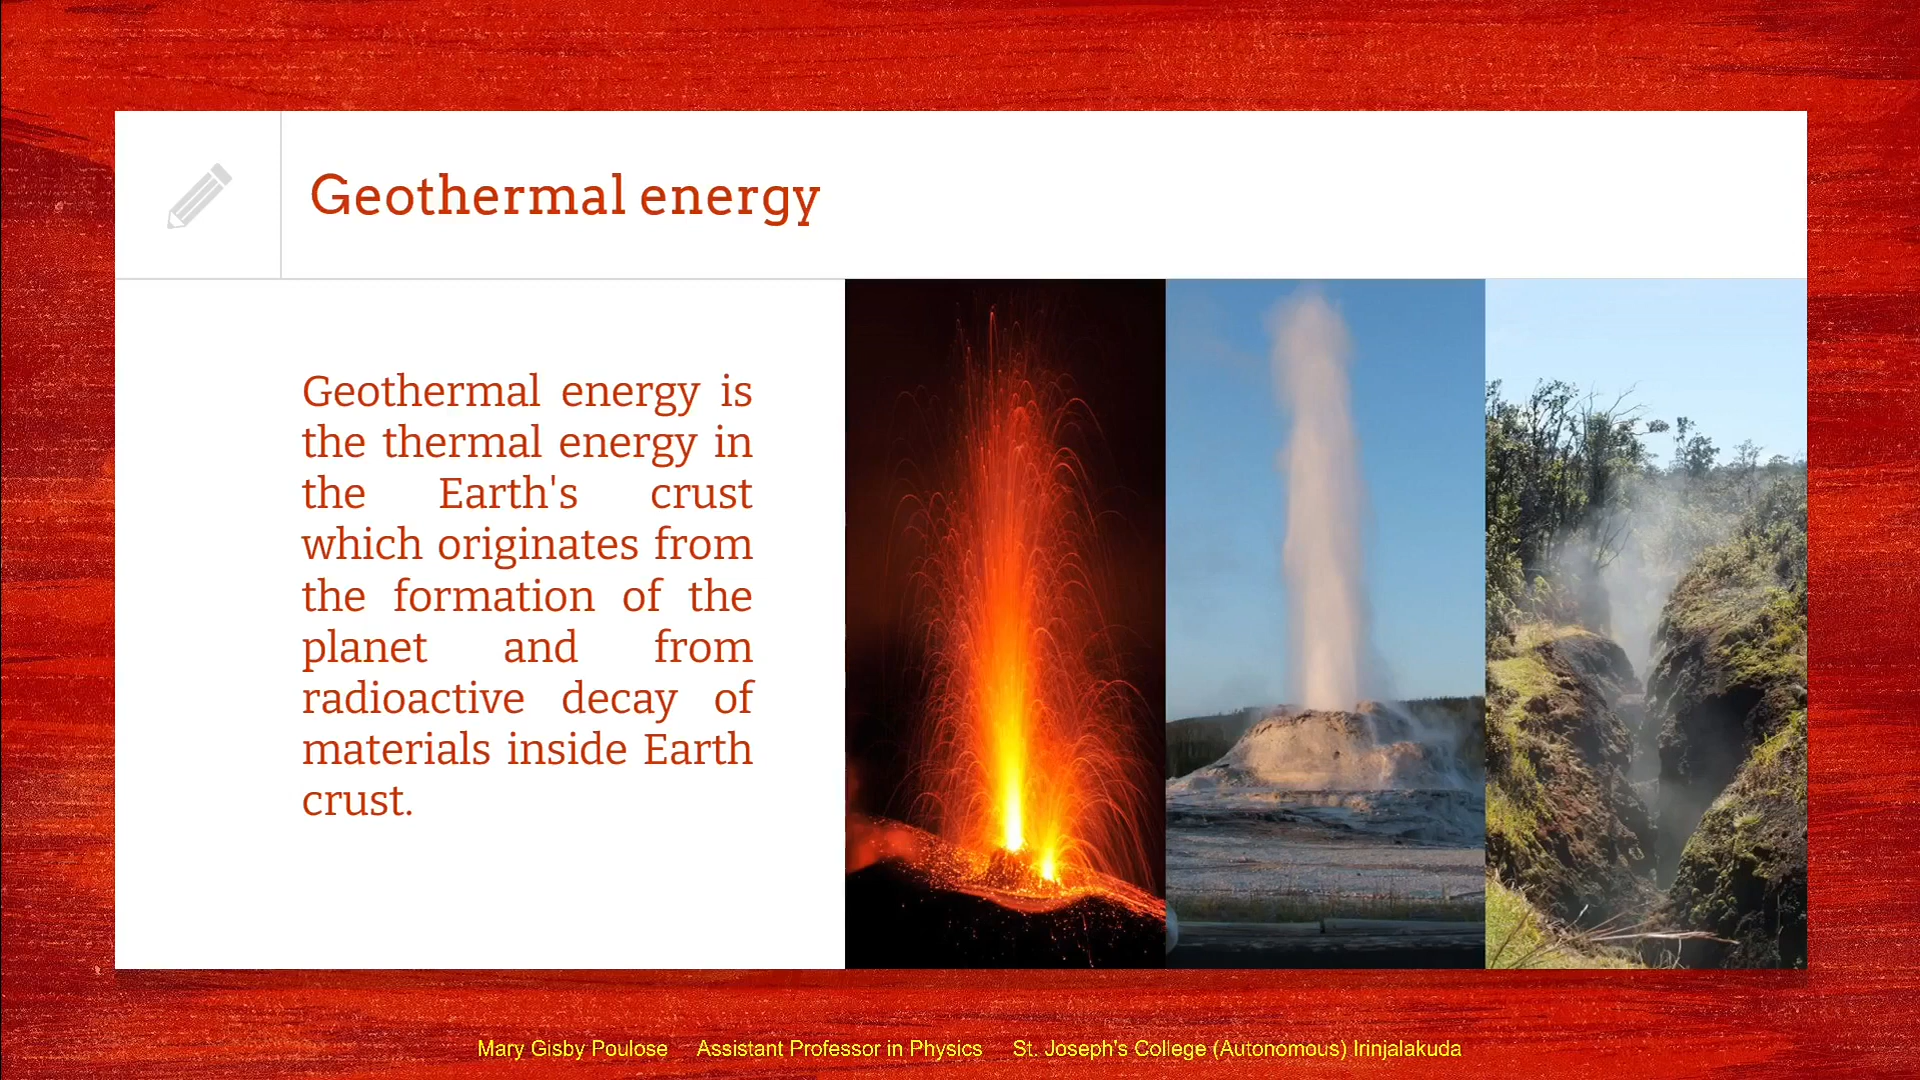 Geothermal energy
Geothermal energy is
the thermal energy in
the Earth's crust
which originates from
the formation of the
planet and from
radioactive decay of
materials inside Earth
crust.
Mary Gisby Poulose Assistant Professor in Physics St. Joseph's College (Autonomous) Irinjalakuda